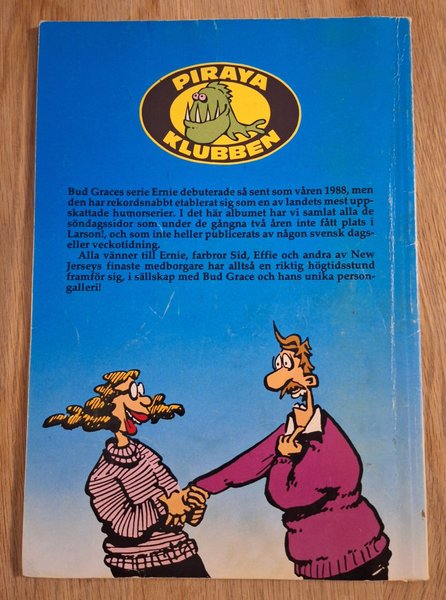 PIRAYA
KLUBBEN
Bud Graces serie Ernie debuterade så sent som våren 1988, men
den har rekordsnabbt etablerat sig som en av landets mest upp-
skattade humorserier. I det här albumet har vi samlat alla de
söndagssidor som under de gångna två åren inte fått plats i
Larson!, och som inte heller publicerats av någon svensk dags-
eller veckotidning.
Alla vänner till Ernie, farbror Sid, Effie och andra av New
Jerseys finaste medborgare har alltså en riktig högtidsstund
framför sig, i sällskap med Bud Grace och hans unika person-
galleri!